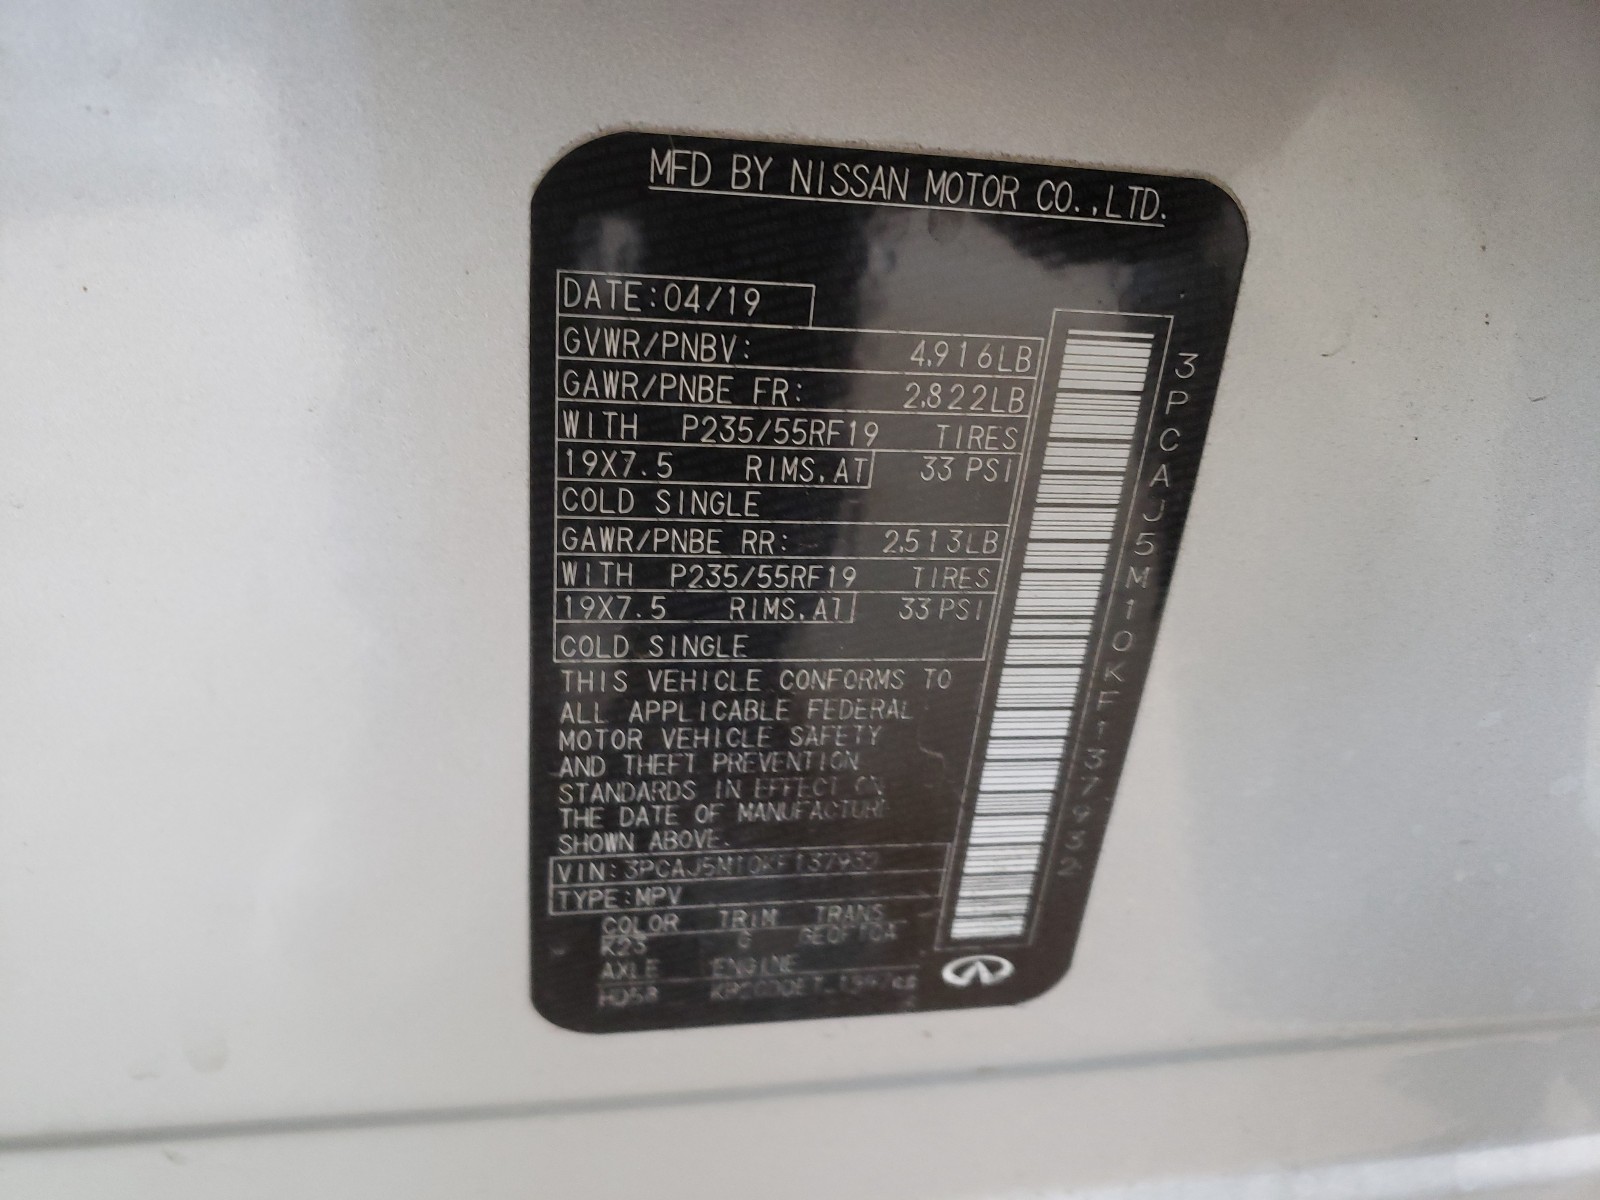 MFD BY NISSAN MOTOR CO.,LTD.
DATE:04/19
GVWR/PNBV: 4,916LB
GAWR/PNBE FR: 2,822LB
WITH P235/55RF19 TIRES
19X7.5 RIMS,AT 33 PSI
COLD SINGLE
GAWR/PNBE RR: 2,513LB
WITH P235/55RF19 TIRES
19X7.5 RIMS,AT 33 PSI
COLD SINGLE
THIS VEHICLE CONFORMS TO
ALL APPLICABLE FEDERAL
MOTOR VEHICLE SAFETY
AND THEFT PREVENTION
STANDARDS IN EFFECT ON
THE DATE OF MANUFACTURE
SHOWN ABOVE.
VIN:3PCAJ5M10KF137932
TYPE:MPV
COLOR TRIM TRANS
K23 G
AXLE ENGINE
HD58
3PCAJ5M10KF137932